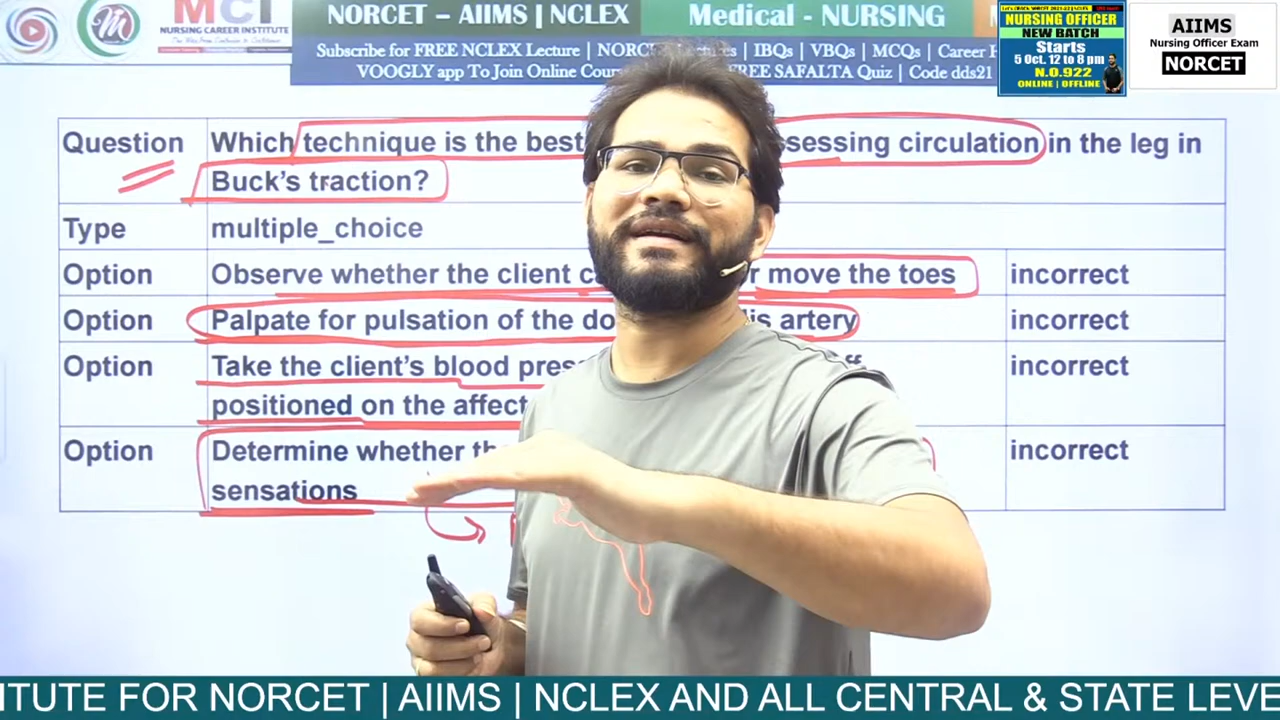 MCI
NURSING CAREER INSTITUTE
NORCET – AIIMS | NCLEX
Medical - NURSING
Subscribe for FREE NCLEX Lecture | NORC
tures | IBQs | VBQs | MCQs | Career
VOOGLY app To Join Online Cou
FREE SAFALTA Quiz | Code dds21
NURSING OFFICER
NEW BATCH
Starts
5 Oct. 12 to 8 pm
N.O.922
ONLINE | OFFLINE
AIIMS
Nursing Officer Exam
NORCET
Question Which technique is the best ssessing circulation in the leg in
Buck's traction?
Type multiple_choice
Option Observe whether the client c r move the toes incorrect
Option Palpate for pulsation of the do is artery incorrect
Option Take the client's blood pres ff incorrect
positioned on the affect
Option Determine whether th incorrect
sensations
ITUTE FOR NORCET | AIIMS | NCLEX AND ALL CENTRAL & STATE LEVE